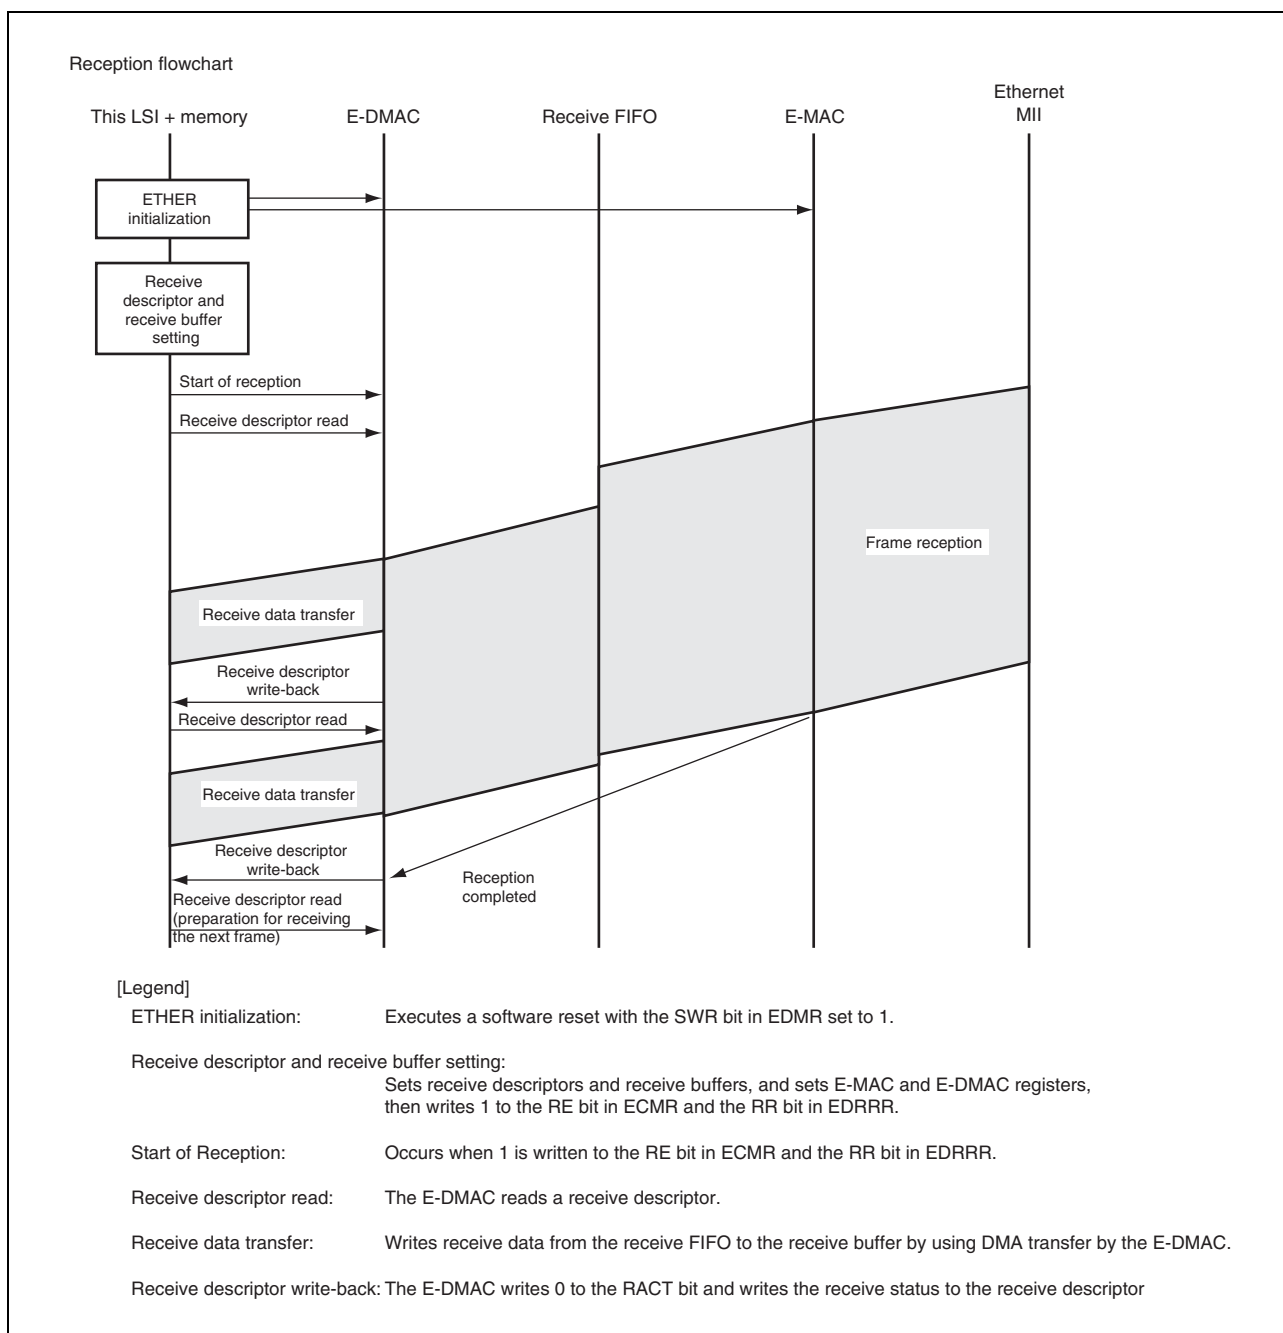 Reception flowchart
This LSI + memory
E-DMAC
Receive FIFO
E-MAC
Ethernet
MII
ETHER
initialization
Receive
descriptor and
receive buffer
setting
Start of reception
Receive descriptor read
Frame reception
Receive data transfer
Receive descriptor
write-back
Receive descriptor read
Receive data transfer
Receive descriptor
write-back
Reception
completed
Receive descriptor read
(preparation for receiving
the next frame)
[Legend]
ETHER initialization: Executes a software reset with the SWR bit in EDMR set to 1.
Receive descriptor and receive buffer setting:
Sets receive descriptors and receive buffers, and sets E-MAC and E-DMAC registers,
then writes 1 to the RE bit in ECMR and the RR bit in EDRRR.
Start of Reception: Occurs when 1 is written to the RE bit in ECMR and the RR bit in EDRRR.
Receive descriptor read: The E-DMAC reads a receive descriptor.
Receive data transfer: Writes receive data from the receive FIFO to the receive buffer by using DMA transfer by the E-DMAC.
Receive descriptor write-back: The E-DMAC writes 0 to the RACT bit and writes the receive status to the receive descriptor